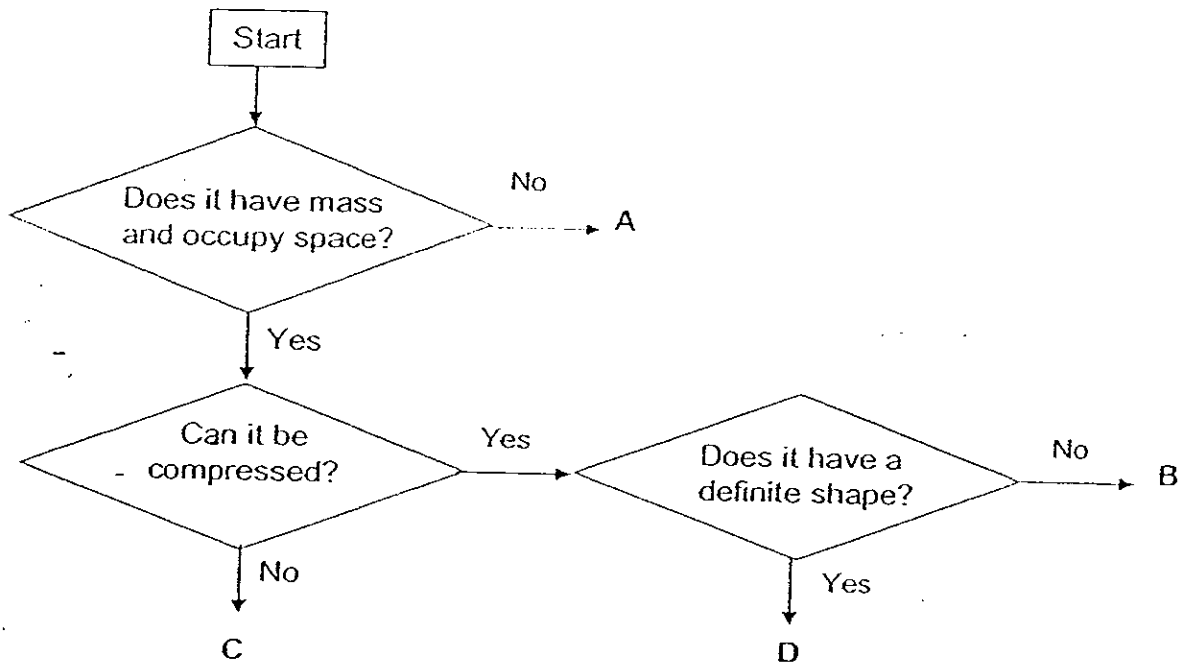 Start
Does it have mass
and occupy space?
No
A
Yes
Can it be
compressed?
Yes
Does it have a
definite shape?
No
B
No
C
Yes
D